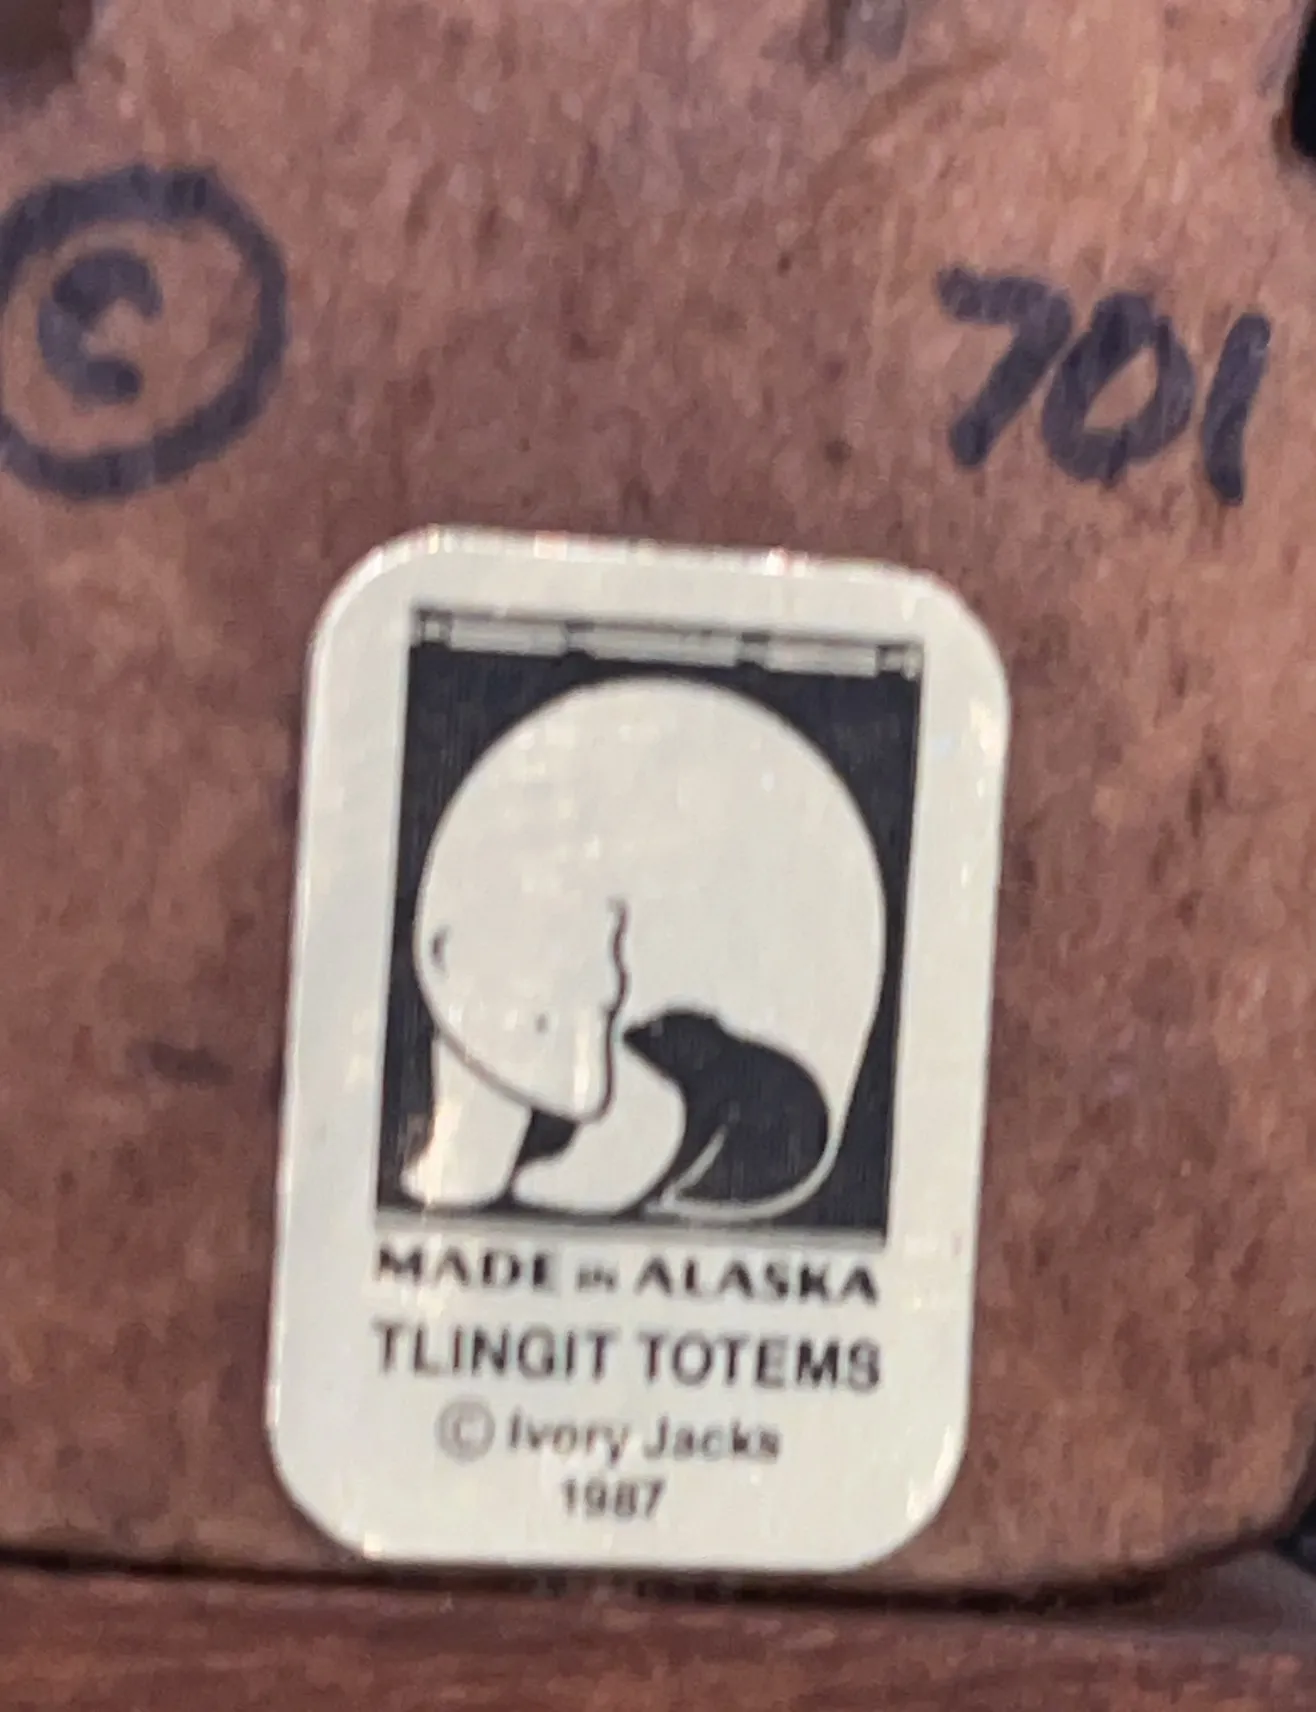 © 701
MADE in ALASKA
TLINGIT TOTEMS
© Ivory Jacks
1987